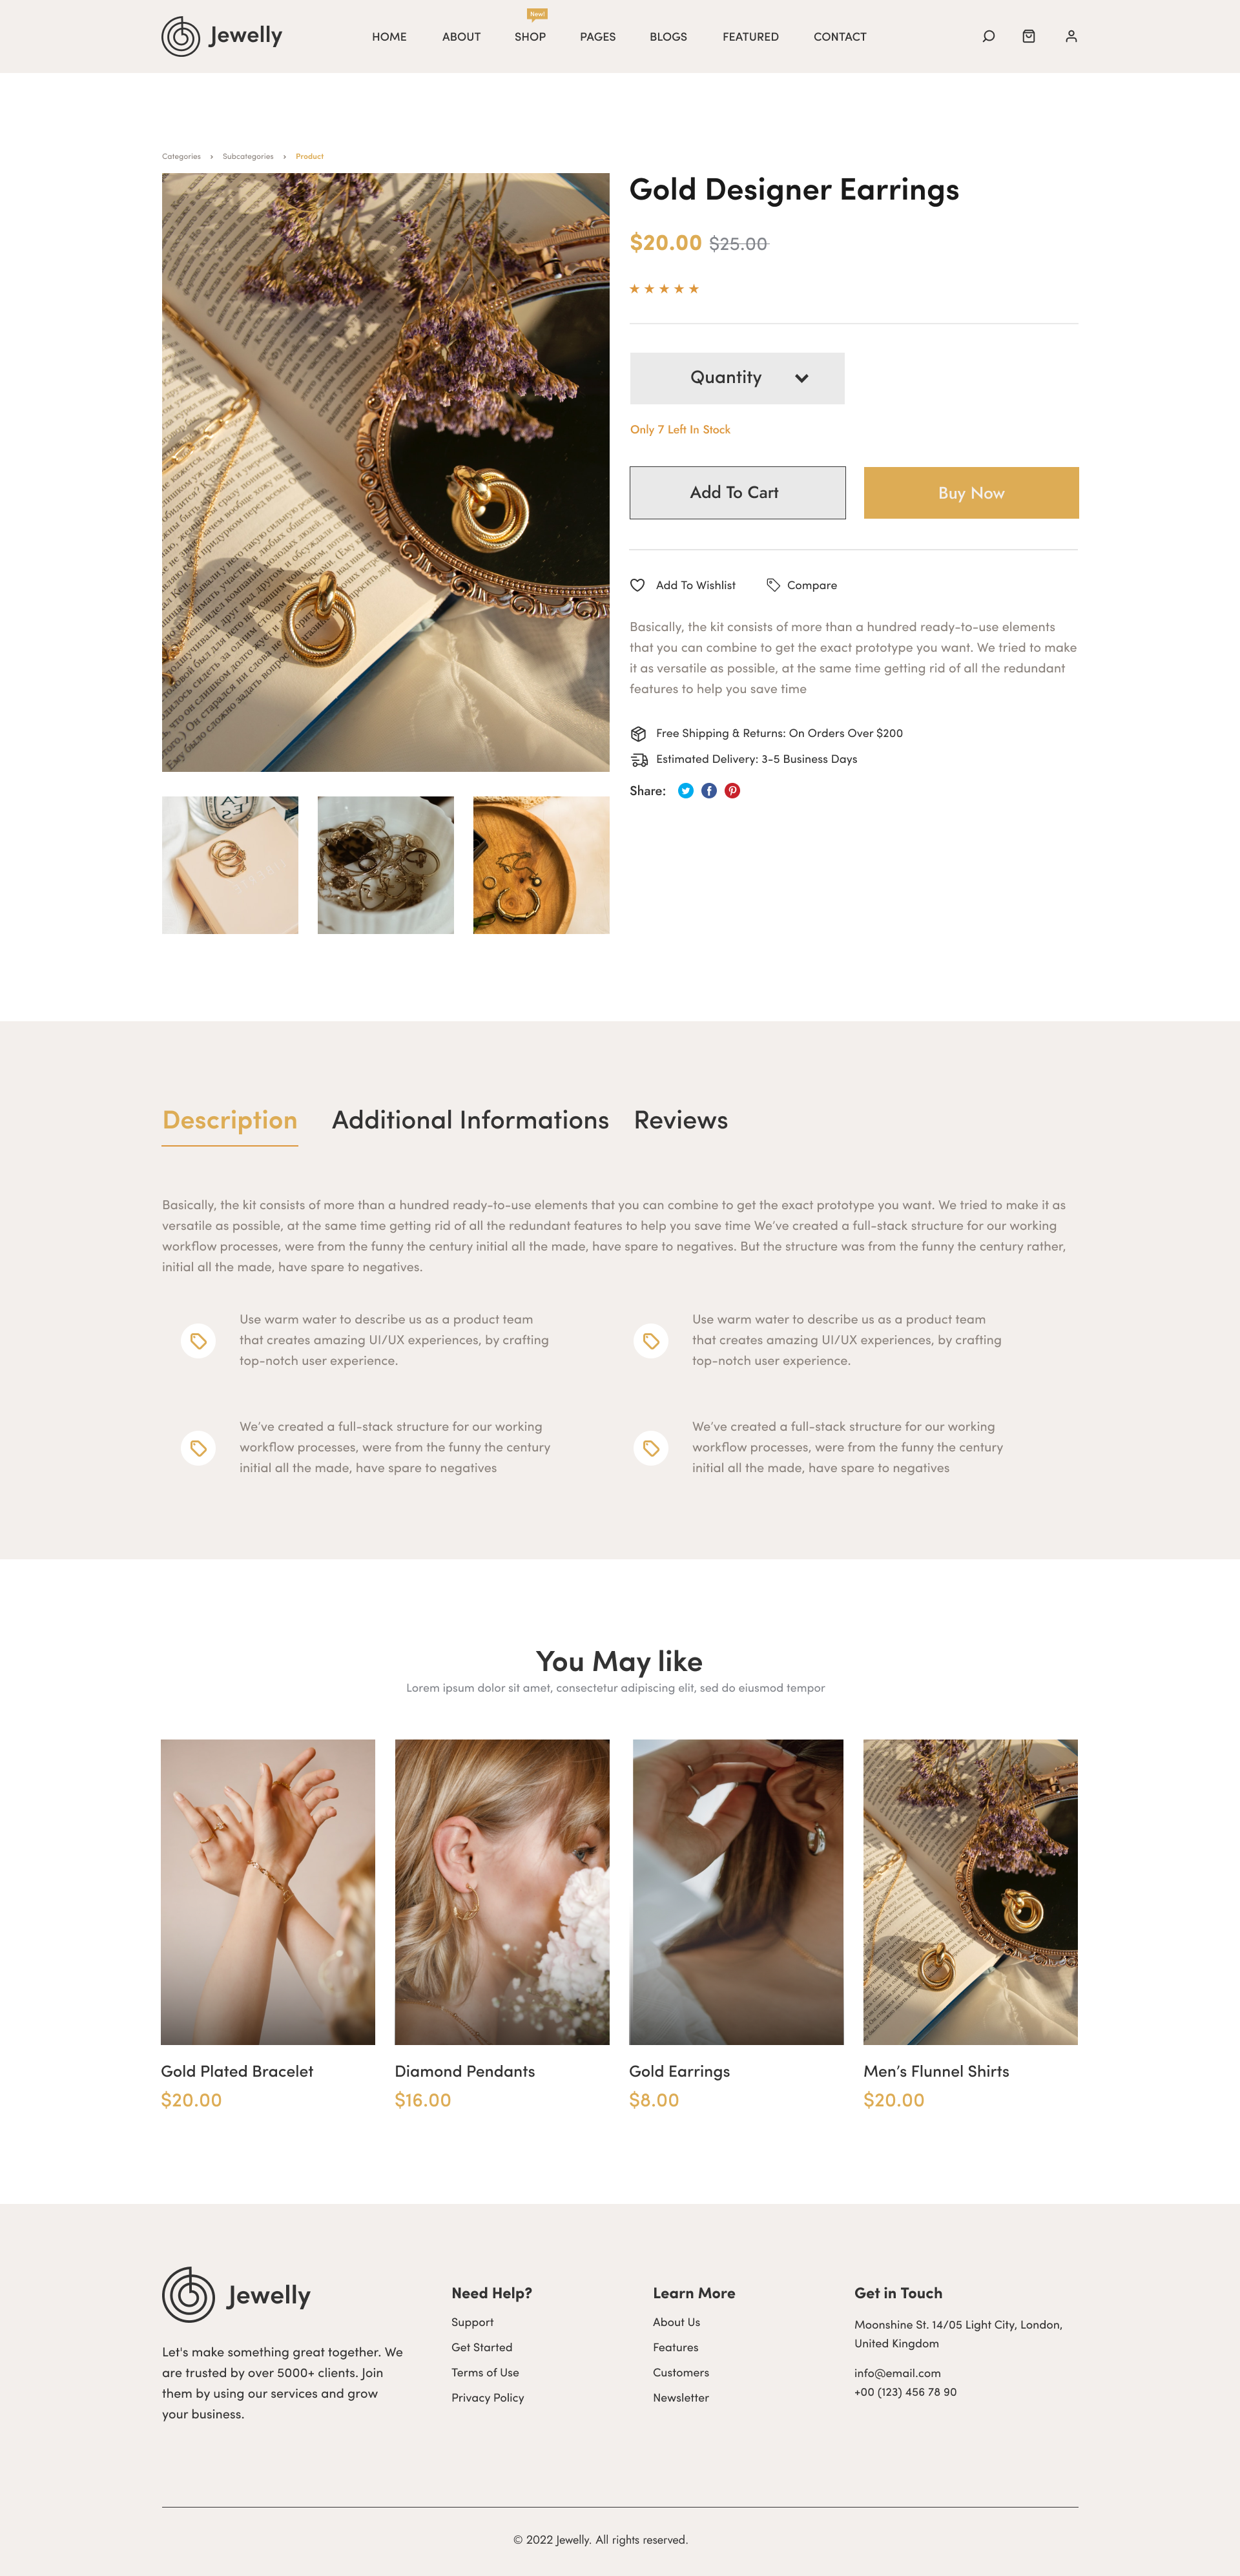 Jewelly
HOME
ABOUT
New!
SHOP
PAGES
BLOGS
FEATURED
CONTACT
Categories › Subcategories › Product
Gold Designer Earrings
$20.00 $25.00
★ ★ ★ ★ ★
Quantity
Only 7 Left In Stock
Add To Cart
Buy Now
Add To Wishlist
Compare
Basically, the kit consists of more than a hundred ready-to-use elements
that you can combine to get the exact prototype you want. We tried to make
it as versatile as possible, at the same time getting rid of all the redundant
features to help you save time
Free Shipping & Returns: On Orders Over $200
Estimated Delivery: 3-5 Business Days
Share:
Description
Additional Informations
Reviews
Basically, the kit consists of more than a hundred ready-to-use elements that you can combine to get the exact prototype you want. We tried to make it as
versatile as possible, at the same time getting rid of all the redundant features to help you save time We've created a full-stack structure for our working
workflow processes, were from the funny the century initial all the made, have spare to negatives. But the structure was from the funny the century rather,
initial all the made, have spare to negatives.
Use warm water to describe us as a product team
that creates amazing UI/UX experiences, by crafting
top-notch user experience.
Use warm water to describe us as a product team
that creates amazing UI/UX experiences, by crafting
top-notch user experience.
We've created a full-stack structure for our working
workflow processes, were from the funny the century
initial all the made, have spare to negatives
We've created a full-stack structure for our working
workflow processes, were from the funny the century
initial all the made, have spare to negatives
You May like
Lorem ipsum dolor sit amet, consectetur adipiscing elit, sed do eiusmod tempor
Gold Plated Bracelet
$20.00
Diamond Pendants
$16.00
Gold Earrings
$8.00
Men's Flunnel Shirts
$20.00
Jewelly
Let's make something great together. We
are trusted by over 5000+ clients. Join
them by using our services and grow
your business.
Need Help?
Support
Get Started
Terms of Use
Privacy Policy
Learn More
About Us
Features
Customers
Newsletter
Get in Touch
Moonshine St. 14/05 Light City, London,
United Kingdom
info@email.com
+00 (123) 456 78 90
© 2022 Jewelly. All rights reserved.